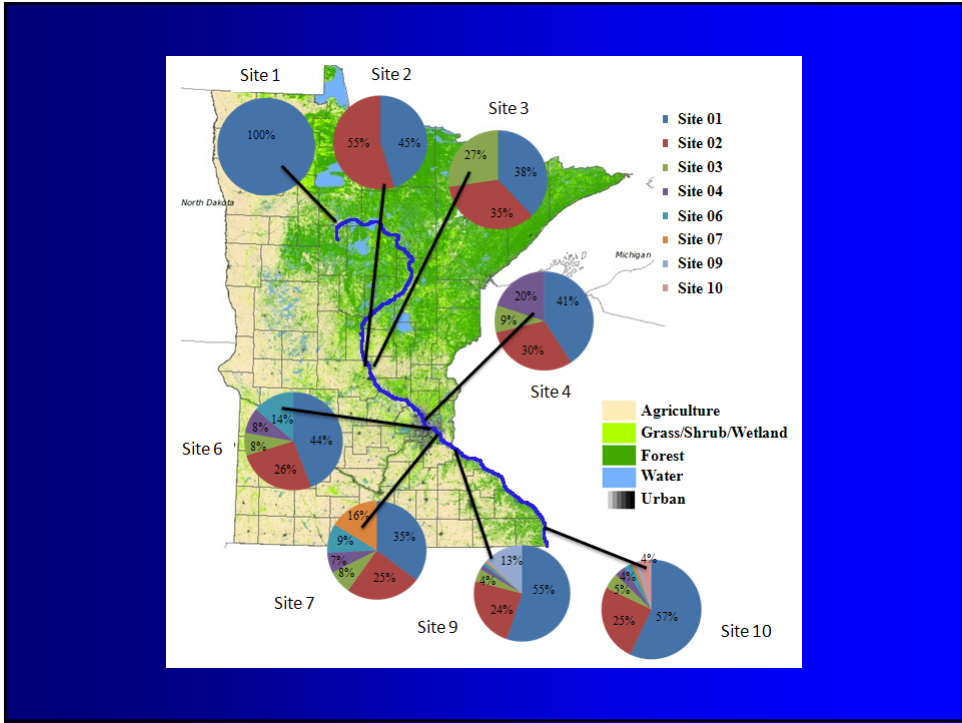 Site 1
Site 2
Site 3
100%
55%
45%
27%
38%
35%
Site 01
Site 02
Site 03
Site 04
Site 06
Site 07
Site 09
Site 10
North Dakota
Michigan
20%
41%
9%
30%
Site 4
Agriculture
Grass/Shrub/Wetland
Forest
Water
Urban
Site 6
14%
8%
44%
8%
26%
16%
35%
9%
7%
8%
25%
Site 7
13%
4%
55%
24%
Site 9
4%
4%
5%
57%
25%
Site 10